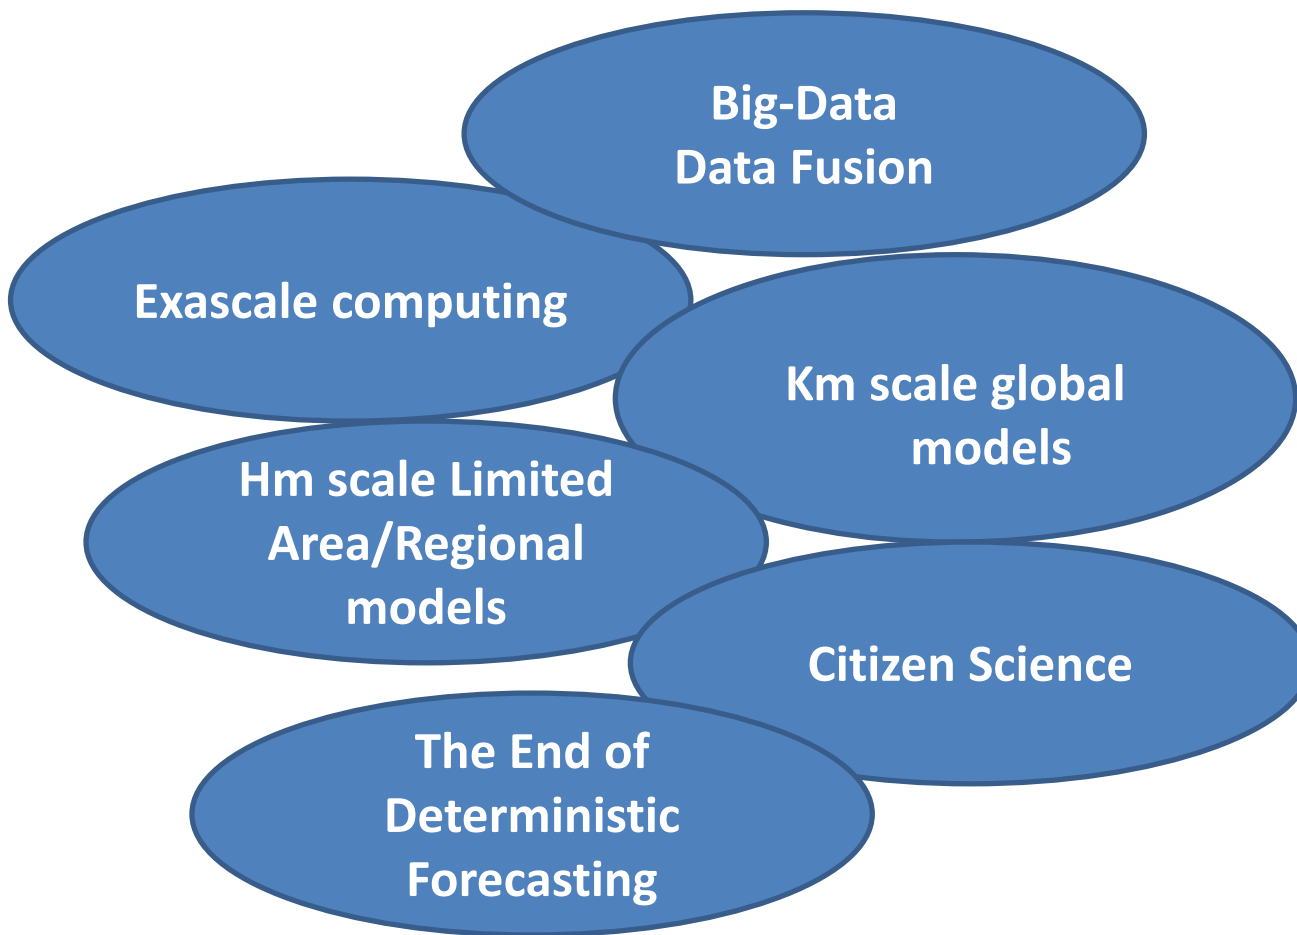 Big-Data
Data Fusion
Exascale computing
Km scale global
models
Hm scale Limited
Area/Regional
models
Citizen Science
The End of
Deterministic
Forecasting